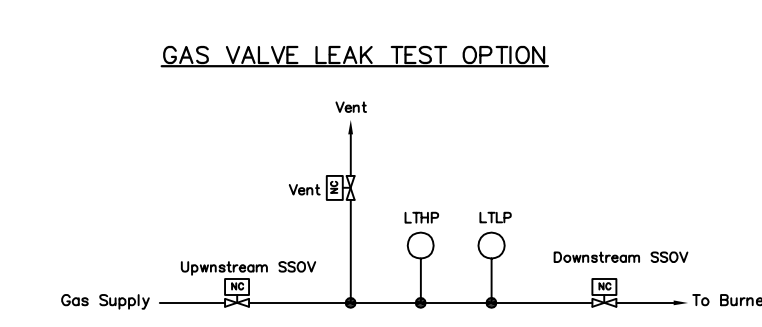 GAS VALVE LEAK TEST OPTION
Vent
Vent NC
LTHP LTLP
Upwnstream SSOV
Downstream SSOV
NC
NC
Gas Supply
To Burne